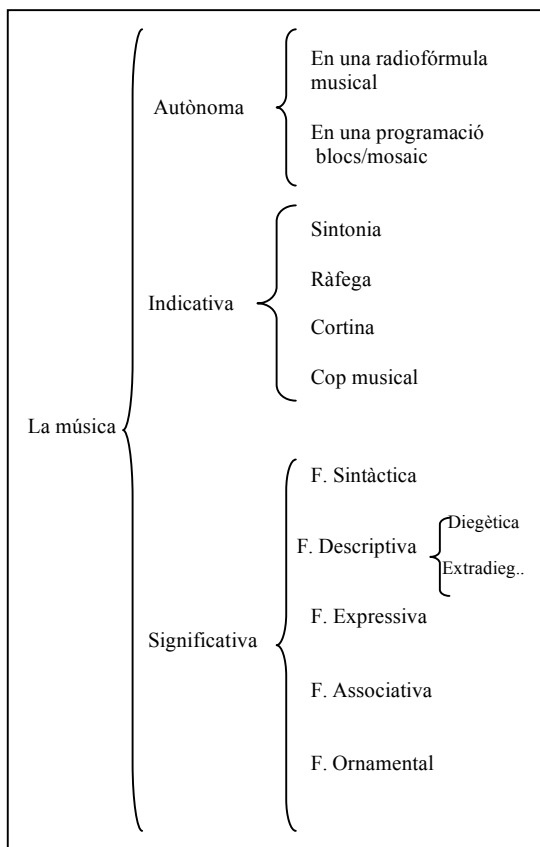 En una radiofórmula
musical
Autònoma
En una programació
blocs/mosaic
Sintonia
Ràfega
Indicativa
Cortina
Cop musical
La música
F. Sintàctica
Diegètica
F. Descriptiva
Extradieg..
F. Expressiva
Significativa
F. Associativa
F. Ornamental